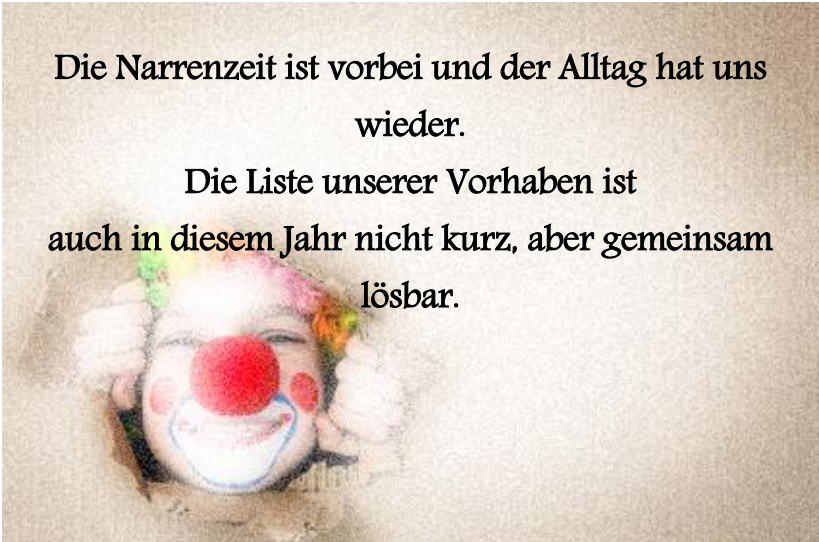 Die Narrenzeit ist vorbei und der Alltag hat uns
wieder.
Die Liste unserer Vorhaben ist
auch in diesem Jahr nicht kurz, aber gemeinsam
lösbar.